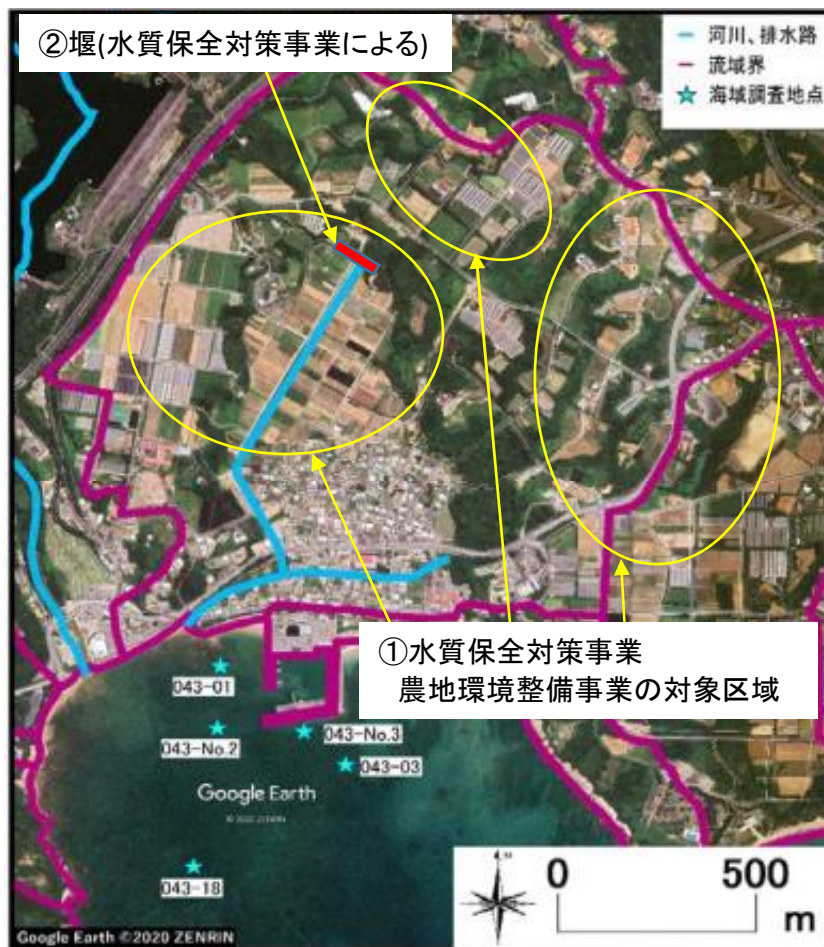 ②堰(水質保全対策事業による)
河川、排水路
流域界
海域調査地点
①水質保全対策事業
農地環境整備事業の対象区域
043-01
043-No.2
043-No.3
043-03
Google Earth
© 2020 ZENRIN
043-18
0 500
m
Google Earth ©2020 ZENRIN